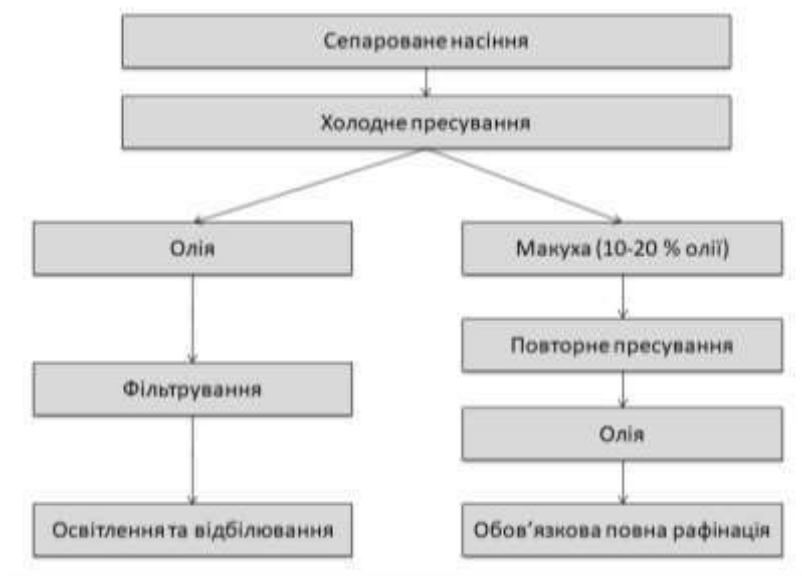 Сепароване насіння
Холодне пресування
Олія
Фільтрування
Освітлення та відбілювання
Макуха (10-20 % олії)
Повторне пресування
Олія
Обов’язкова повна рафінація